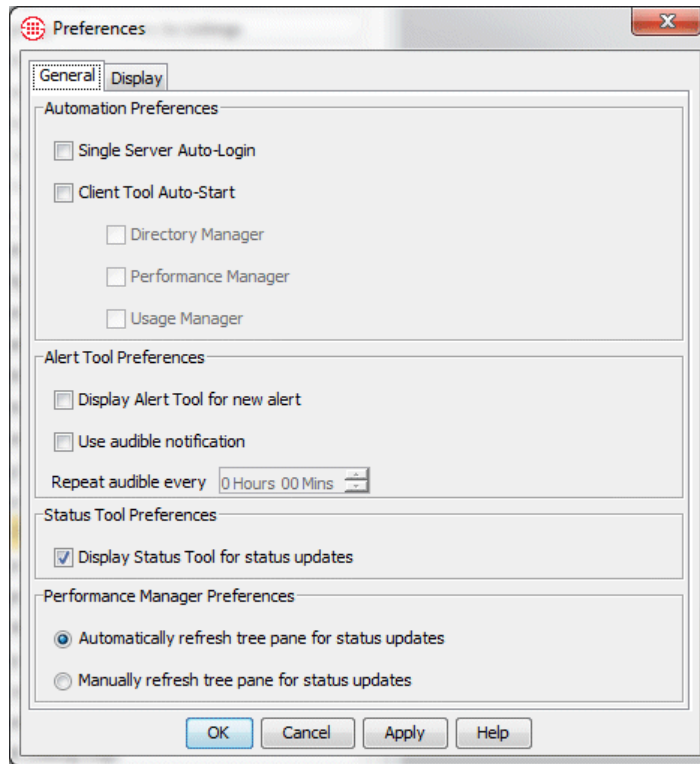 Preferences
General
Display
Automation Preferences
Single Server Auto-Login
Client Tool Auto-Start
Directory Manager
Performance Manager
Usage Manager
Alert Tool Preferences
Display Alert Tool for new alert
Use audible notification
Repeat audible every 0 Hours 00 Mins
Status Tool Preferences
Display Status Tool for status updates
Performance Manager Preferences
Automatically refresh tree pane for status updates
Manually refresh tree pane for status updates
OK Cancel Apply Help